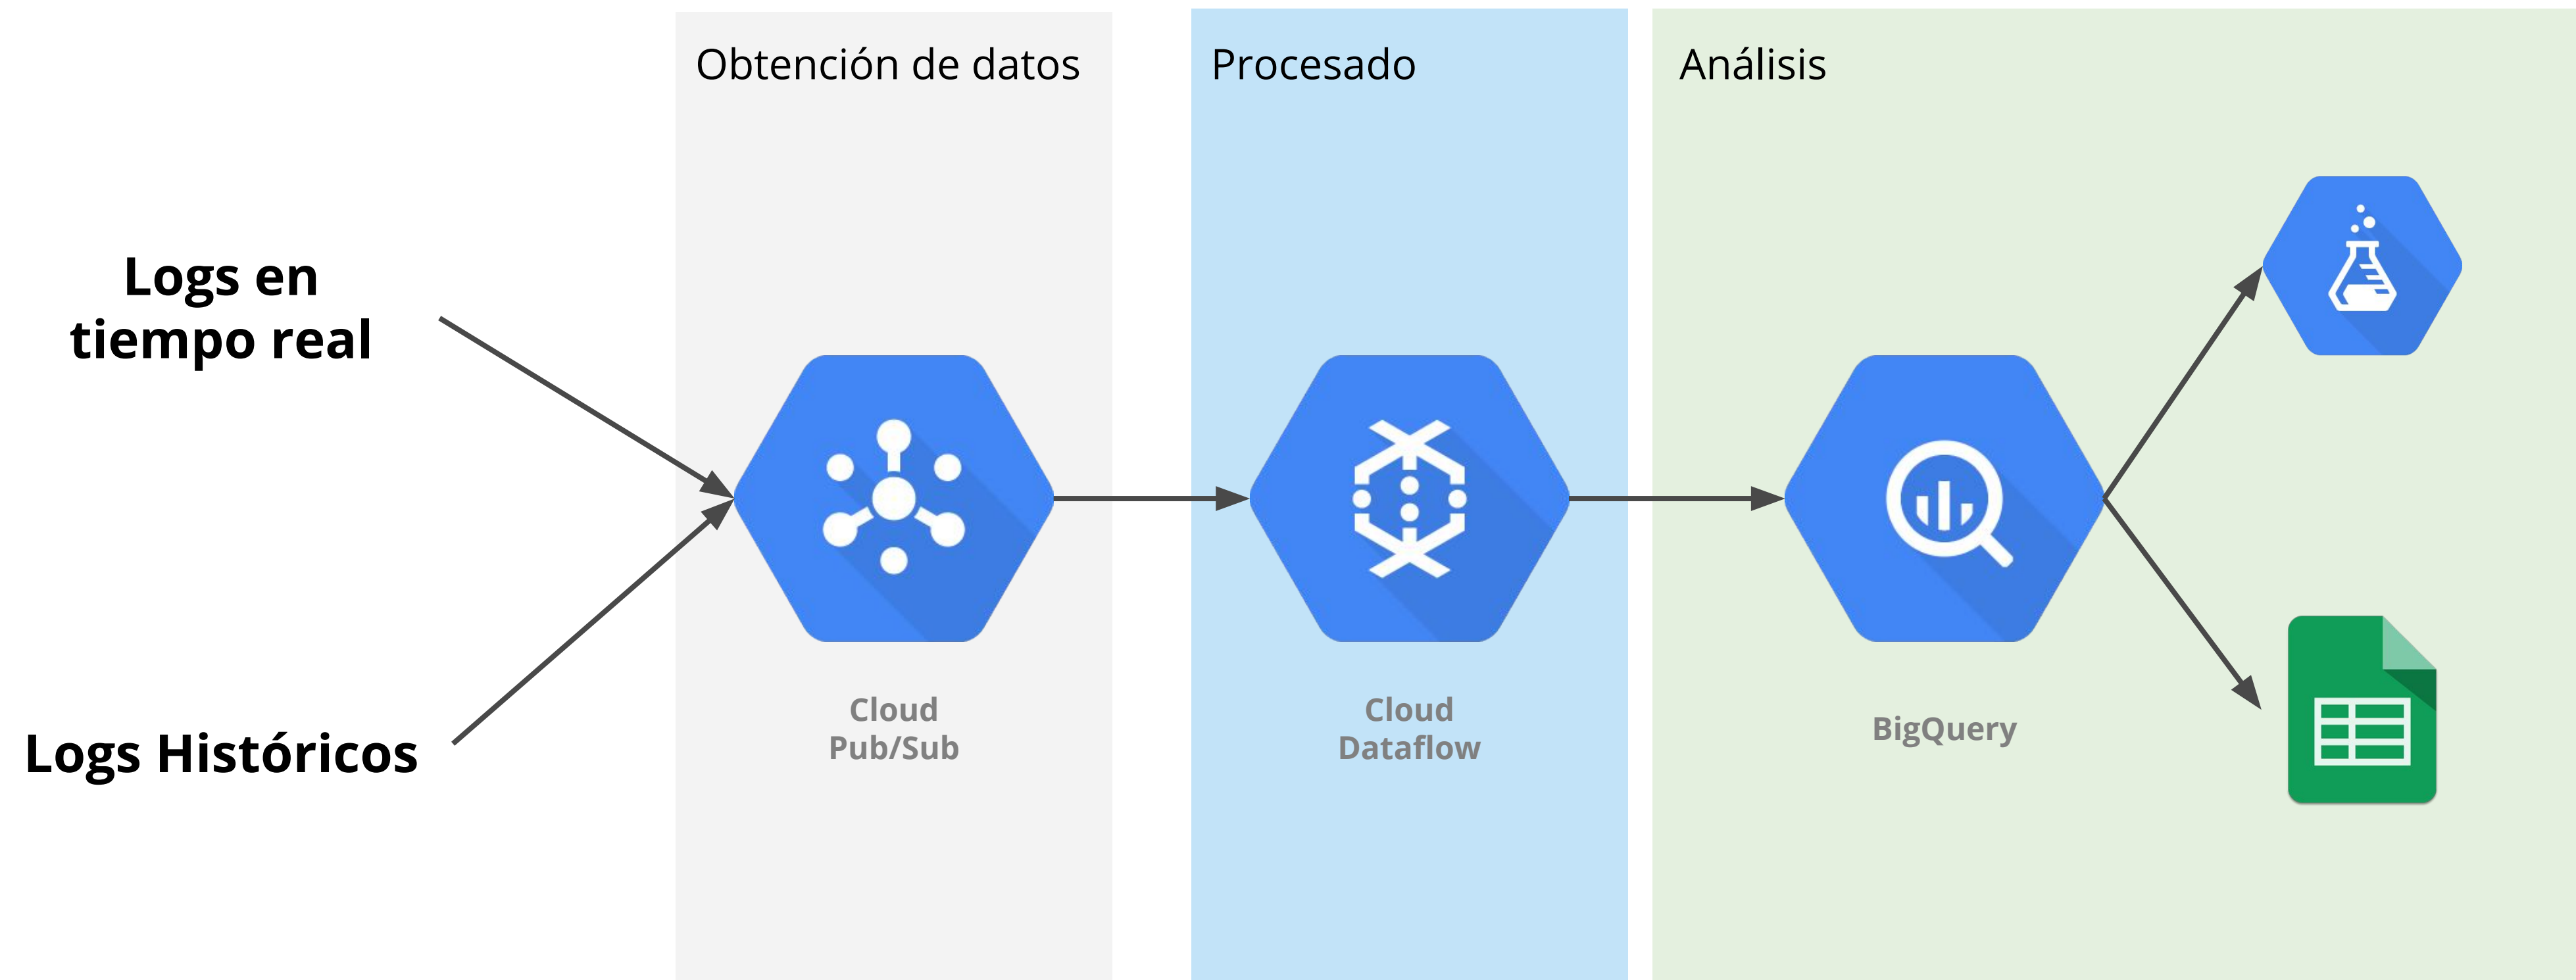 Obtención de datos
Procesado
Análisis
Logs en
tiempo real
Logs Históricos
Cloud
Pub/Sub
Cloud
Dataflow
BigQuery